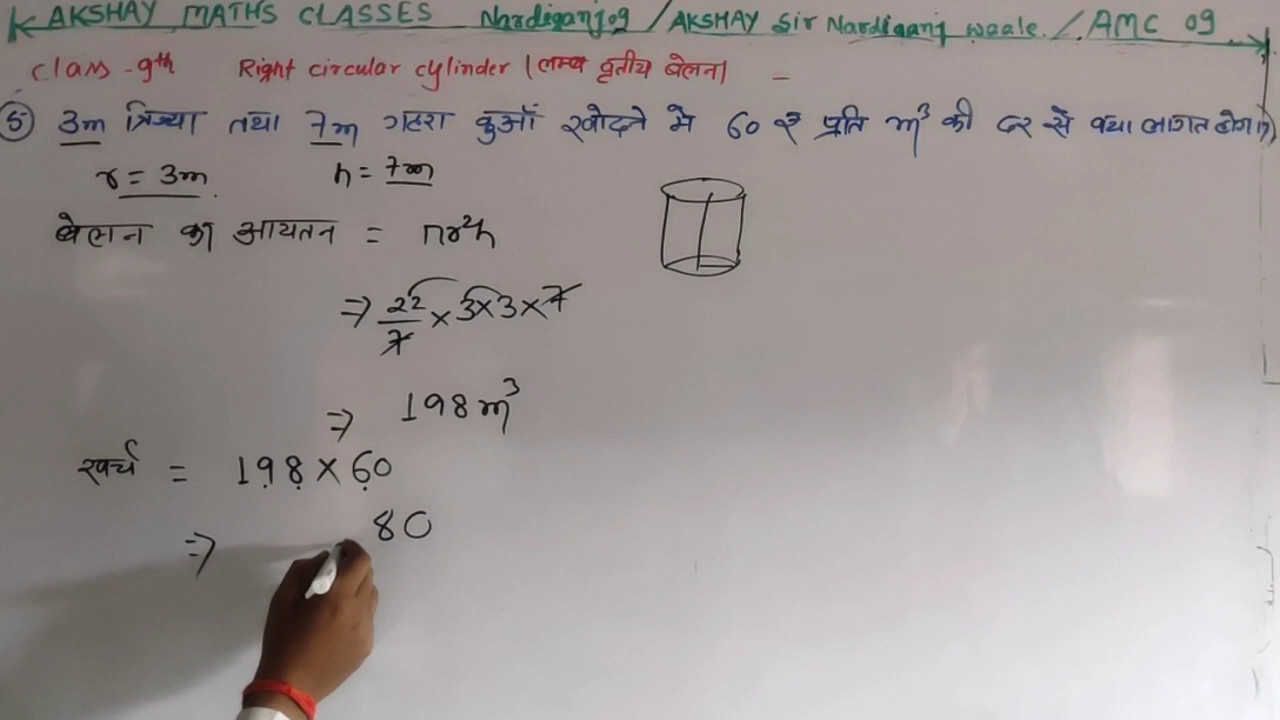 AKSHAY MATHS CLASSES Nardiganj 09 / AKSHAY Sir Nardiganj waale. / AMC 09
Class - 9th Right circular cylinder (लम्ब वृतीय बेलन) -
5 3m त्रिज्या तथा 7m गहरा कुआँ खोदने मे 60 ₹ प्रति m³ की दर से क्या लागत होगा?
r = 3m. h = 7m
बेलन का आयतन = πr²h
⇒ 22/7 × 3 × 3 × 7
⇒ 198 m³
खर्च = 198 × 60
⇒ 80